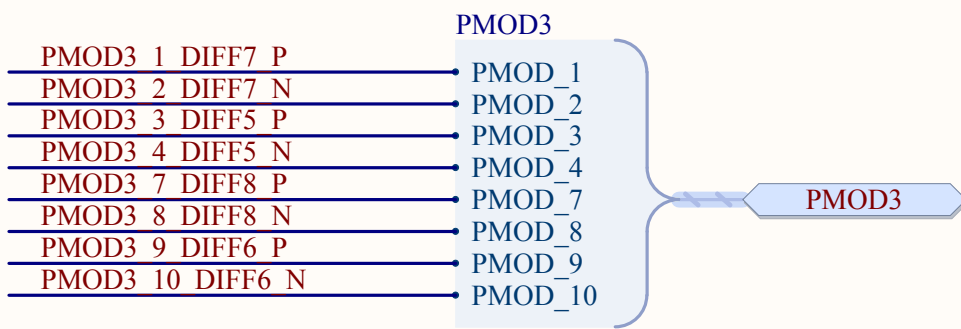 PMOD3
PMOD3_1_DIFF7_P
PMOD_1
PMOD3_2_DIFF7_N
PMOD_2
PMOD3_3_DIFF5_P
PMOD_3
PMOD3_4_DIFF5_N
PMOD_4
PMOD3_7_DIFF8_P
PMOD_7
PMOD3
PMOD3_8_DIFF8_N
PMOD_8
PMOD3_9_DIFF6_P
PMOD_9
PMOD3_10_DIFF6_N
PMOD_10